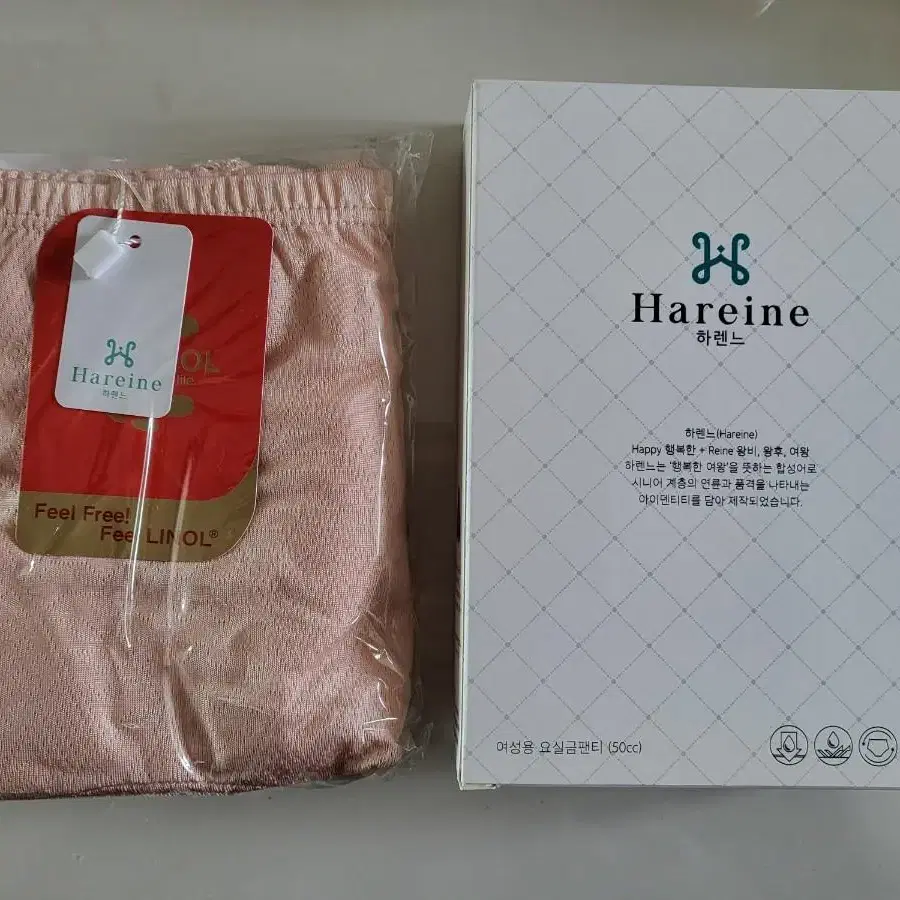 Hareine
하렌느
Feel Free!
Feel LINOL®
Hareine
하렌느
하렌느(Hareine)
Happy 행복한 + Reine 왕비, 왕후, 여왕
하렌느는 '행복한 여왕'을 뜻하는 합성어로
시니어 계층의 연륜과 품격을 나타내는
아이덴티티를 담아 제작되었습니다.
여성용 요실금팬티 (50cc)